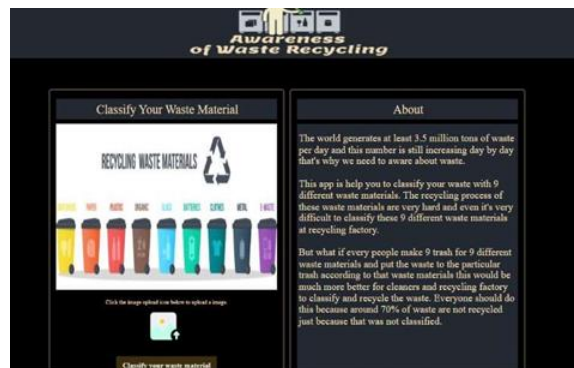 Awareness
of Waste Recycling
Classify Your Waste Material
RECYCLING WASTE MATERIALS
PAPER PLASTIC ORGANIC GLASS BATTERIES CLOTHES METAL E-WASTE
Click the image upload icon below to upload a image.
Classify your waste material
About
The world generates at least 3.5 million tons of waste
per day and this number is still increasing day by day
that's why we need to aware about waste.
This app is help you to classify your waste with 9
different waste materials. The recycling process of
these waste materials are very hard and even it's very
difficult to classify these 9 different waste materials
at recycling factory.
But what if every people make 9 trash for 9 different
waste materials and put the waste to the particular
trash according to that waste materials this would be
much more better for cleaners and recycling factory
to classify and recycle the waste. Everyone should do
this because around 70% of waste are not recycled
just because that was not classified.